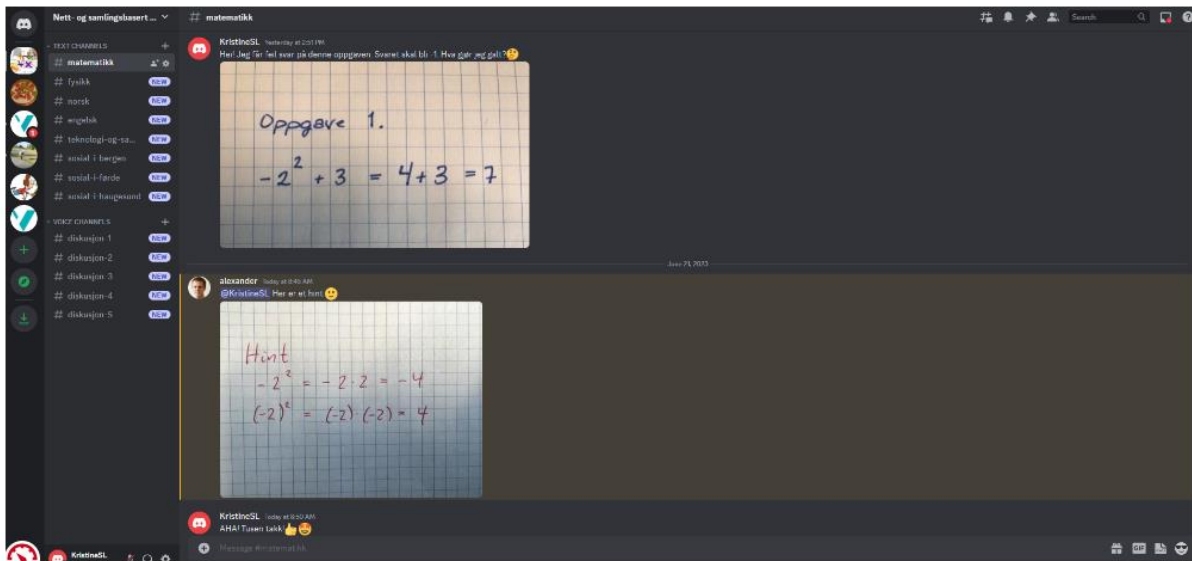 Nett- og samlingsbasert ...
# matematikk
Search
TEXT CHANNELS
# matematikk
# fysikk NEW
# norsk NEW
# engelsk NEW
# teknologi-og-sa... NEW
# sosial-i-bergen NEW
# sosial-i-førde NEW
# sosial-i-haugesund NEW
VOICE CHANNELS
# diskusjon-1 NEW
# diskusjon-2 NEW
# diskusjon-3 NEW
# diskusjon-4 NEW
# diskusjon-5 NEW
KristineSL
KristineSL Yesterday at 2:51 PM
Hei! Jeg får feil svar på denne oppgaven. Svaret skal bli -1. Hva gjør jeg galt?
Oppgave 1.
-2² + 3 = 4+3 = 7
June 21, 2023
alexander Today at 8:45 AM
@KristineSL Her er et hint
Hint
-2² = -2·2 = -4
(-2)² = (-2)·(-2) = 4
KristineSL Today at 8:50 AM
AHA! Tusen takk!
Message #matematikk
GIF